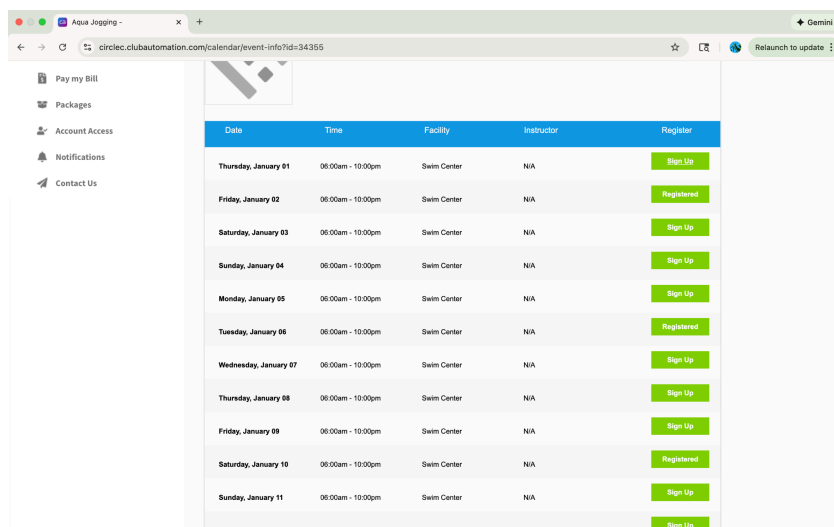 Aqua Jogging -
Gemini
circlec.clubautomation.com/calendar/event-info?id=34355
Relaunch to update
Pay my Bill
Packages
Account Access
Notifications
Contact Us
Date Time Facility Instructor Register
Thursday, January 01 06:00am - 10:00pm Swim Center N/A Sign Up
Friday, January 02 06:00am - 10:00pm Swim Center N/A Registered
Saturday, January 03 06:00am - 10:00pm Swim Center N/A Sign Up
Sunday, January 04 06:00am - 10:00pm Swim Center N/A Sign Up
Monday, January 05 06:00am - 10:00pm Swim Center N/A Sign Up
Tuesday, January 06 06:00am - 10:00pm Swim Center N/A Registered
Wednesday, January 07 06:00am - 10:00pm Swim Center N/A Sign Up
Thursday, January 08 06:00am - 10:00pm Swim Center N/A Sign Up
Friday, January 09 06:00am - 10:00pm Swim Center N/A Sign Up
Saturday, January 10 06:00am - 10:00pm Swim Center N/A Registered
Sunday, January 11 06:00am - 10:00pm Swim Center N/A Sign Up
Sign Up